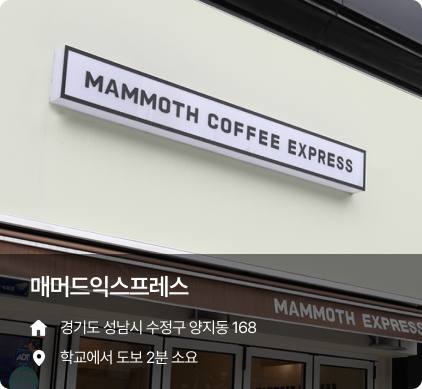 MAMMOTH COFFEE EXPRESS
매머드익스프레스
MAMMOTH EXPRESS
경기도 성남시 수정구 양지동 168
ADT
학교에서 도보 2분 소요